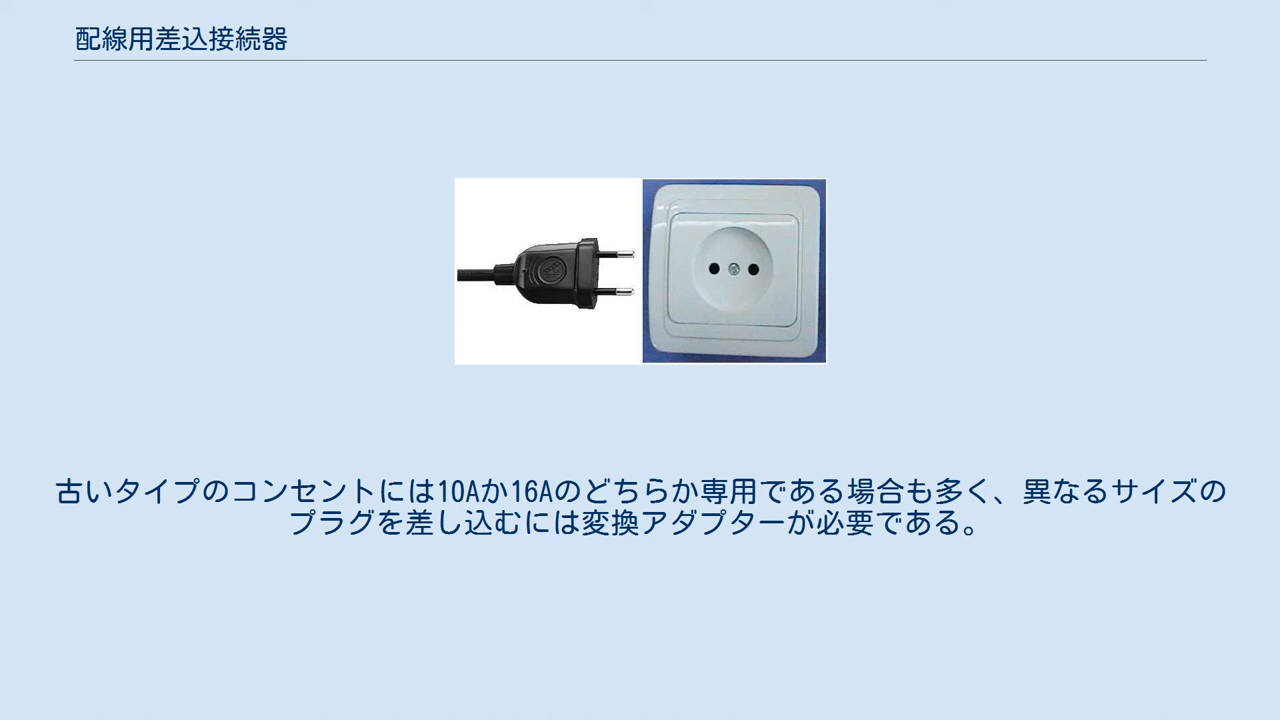 配線用差込接続器
古いタイプのコンセントには10Aか16Aのどちらか専用である場合も多く、異なるサイズの
プラグを差し込むには変換アダプターが必要である。